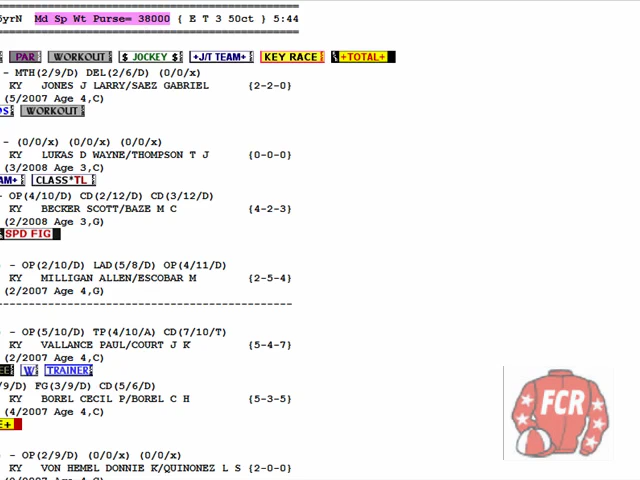 5yrN Md Sp Wt Purse= 38000 { E T 3 50ct } 5:44
PAR WORKOUT $ JOCKEY $ +J/T TEAM+ KEY RACE +TOTAL+
- MTH(2/9/D) DEL(2/6/D) (0/0/x)
KY JONES J LARRY/SAEZ GABRIEL {2-2-0}
(5/2007 Age 4,C)
WORKOUT
- (0/0/x) (0/0/x) (0/0/x)
KY LUKAS D WAYNE/THOMPSON T J {0-0-0}
(3/2008 Age 3,C)
AM+ CLASS*TL
- OP(4/10/D) CD(2/12/D) CD(3/12/D)
KY BECKER SCOTT/BAZE M C {4-2-3}
(2/2008 Age 3,G)
SPD FIG
- OP(2/10/D) LAD(5/8/D) OP(4/11/D)
KY MILLIGAN ALLEN/ESCOBAR M {2-5-4}
(2/2007 Age 4,G)
- OP(5/10/D) TP(4/10/A) CD(7/10/T)
KY VALLANCE PAUL/COURT J K {5-4-7}
(2/2007 Age 4,C)
W TRAINER
/9/D) FG(3/9/D) CD(5/6/D)
KY BOREL CECIL P/BOREL C H {5-3-5}
(4/2007 Age 4,C)
E+
- OP(2/9/D) (0/0/x) (0/0/x)
KY VON HEMEL DONNIE K/QUINONEZ L S {2-0-0}
FCR